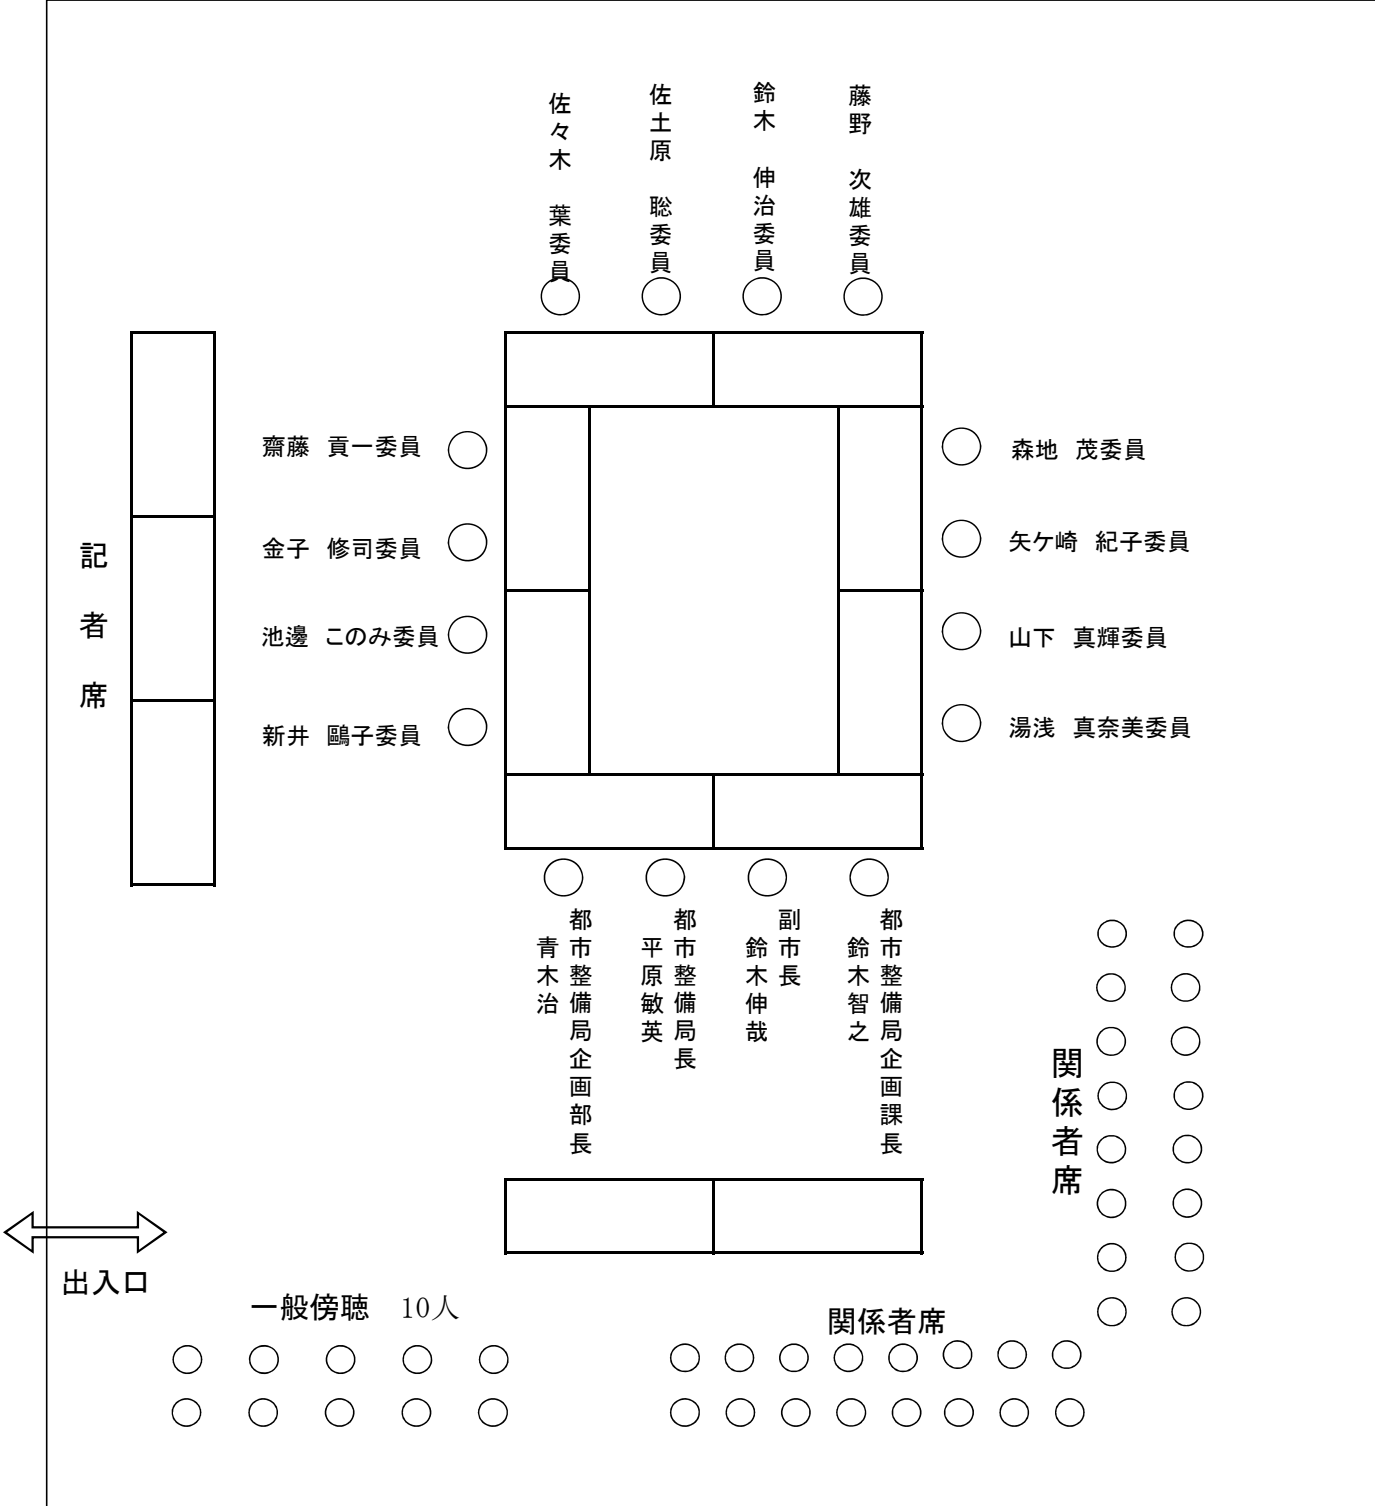 佐々木　葉委員
佐土原　聡委員
鈴木　伸治委員
藤野　次雄委員
齋藤　貢一委員
金子　修司委員
池邊　このみ委員
新井　鷗子委員
森地　茂委員
矢ケ崎　紀子委員
山下　真輝委員
湯浅　真奈美委員
記者席
都市整備局企画部長
青木治
都市整備局長
平原敏英
副市長
鈴木伸哉
都市整備局企画課長
鈴木智之
関係者席
出入口
一般傍聴　10人
関係者席